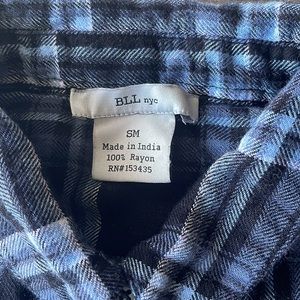 BLL nyc
SM
Made in India
100% Rayon
RN#153435